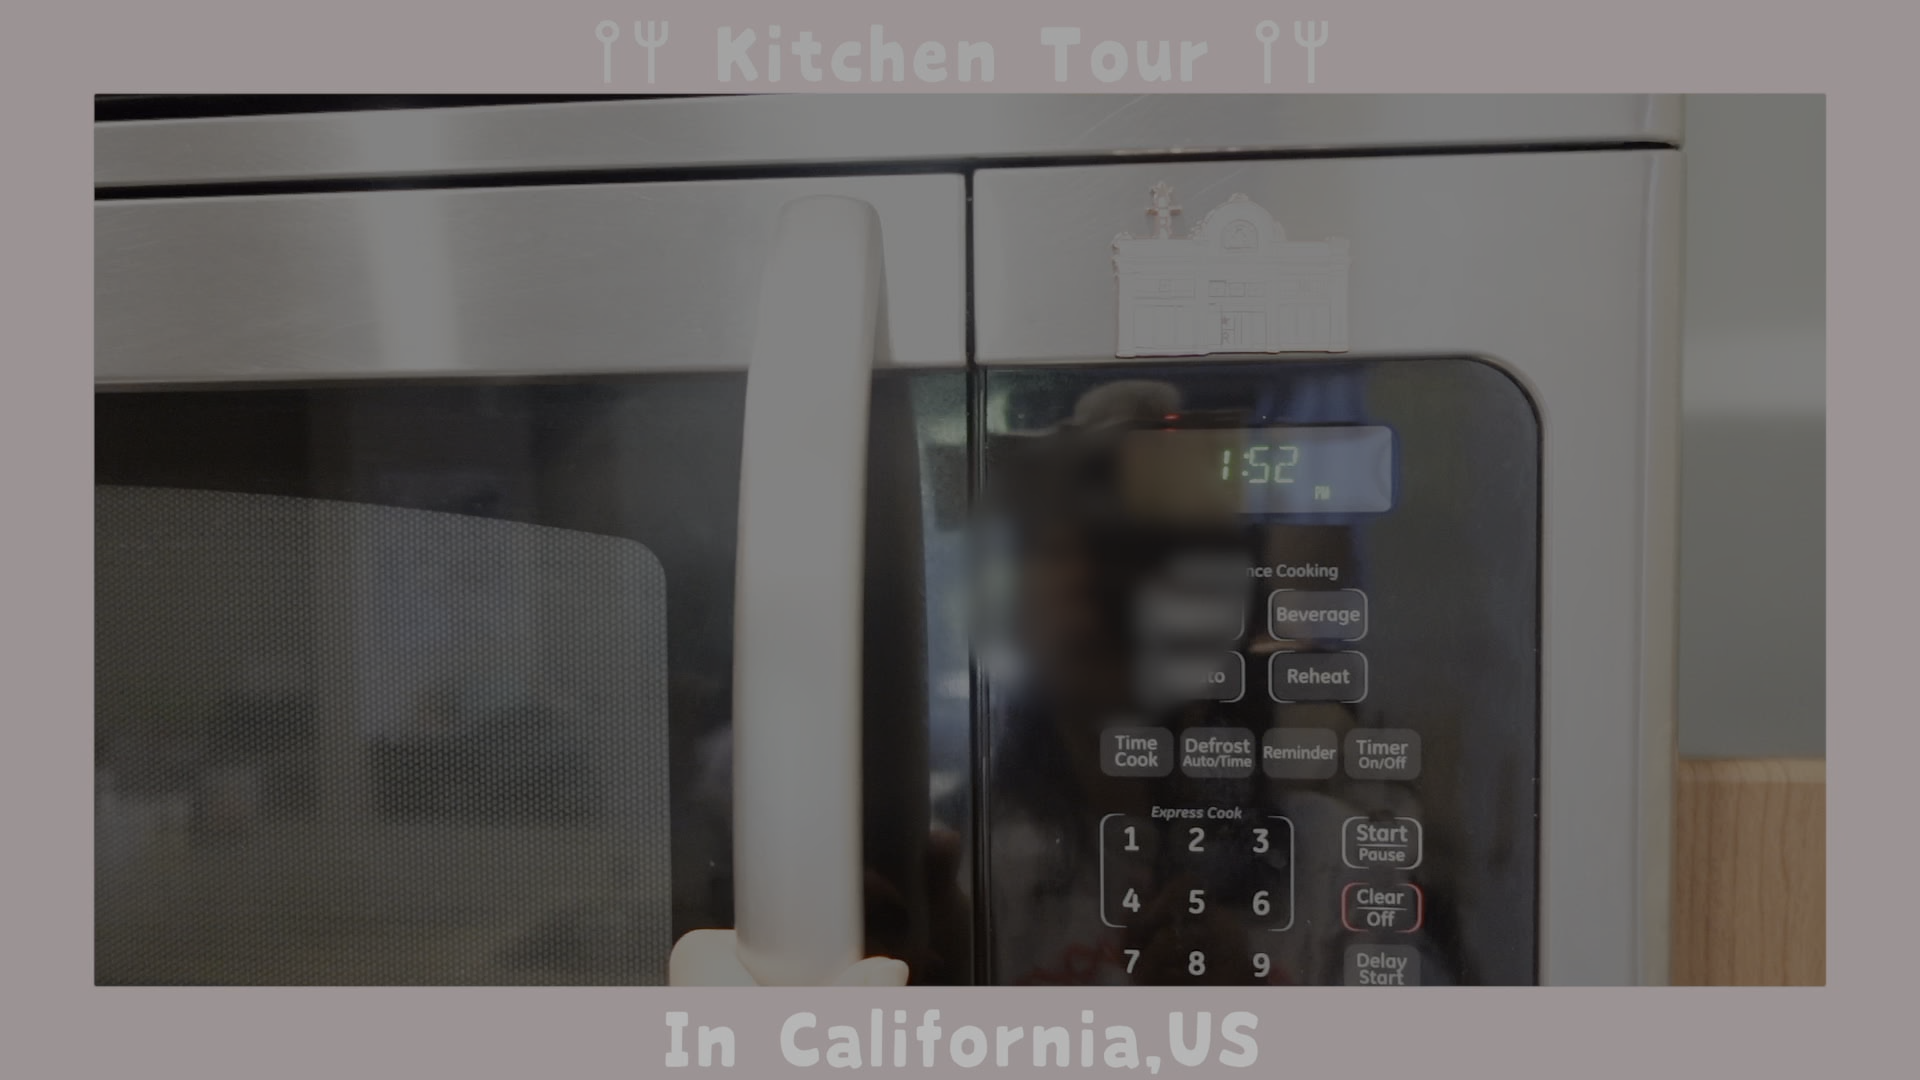 Kitchen Tour
1:52
PM
nce Cooking
Beverage
to Reheat
Time Cook
Defrost Auto/Time
Reminder
Timer On/Off
Express Cook
1 2 3
Start
Pause
4 5 6
Clear
Off
7 8 9
Delay
Start
In California,US